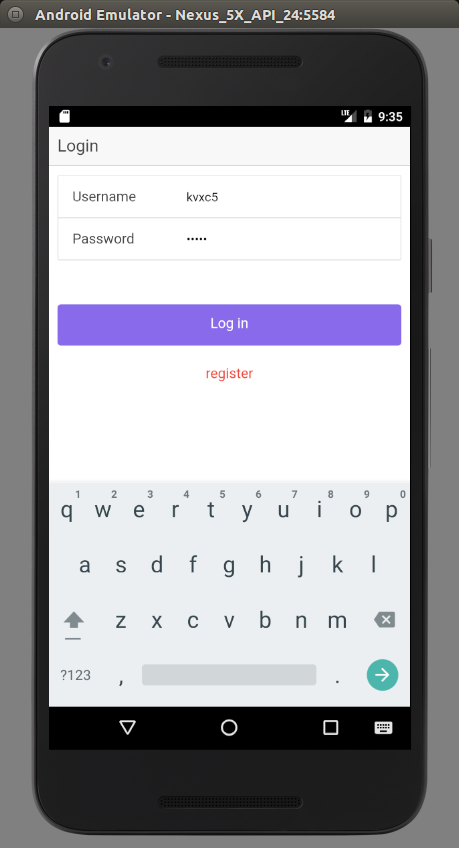 Android Emulator - Nexus_5X_API_24:5584
LTE 9:35
Login
Username kvxc5
Password •••••
Log in
register
1 2 3 4 5 6 7 8 9 0
q w e r t y u i o p
a s d f g h j k l
z x c v b n m
?123 , .